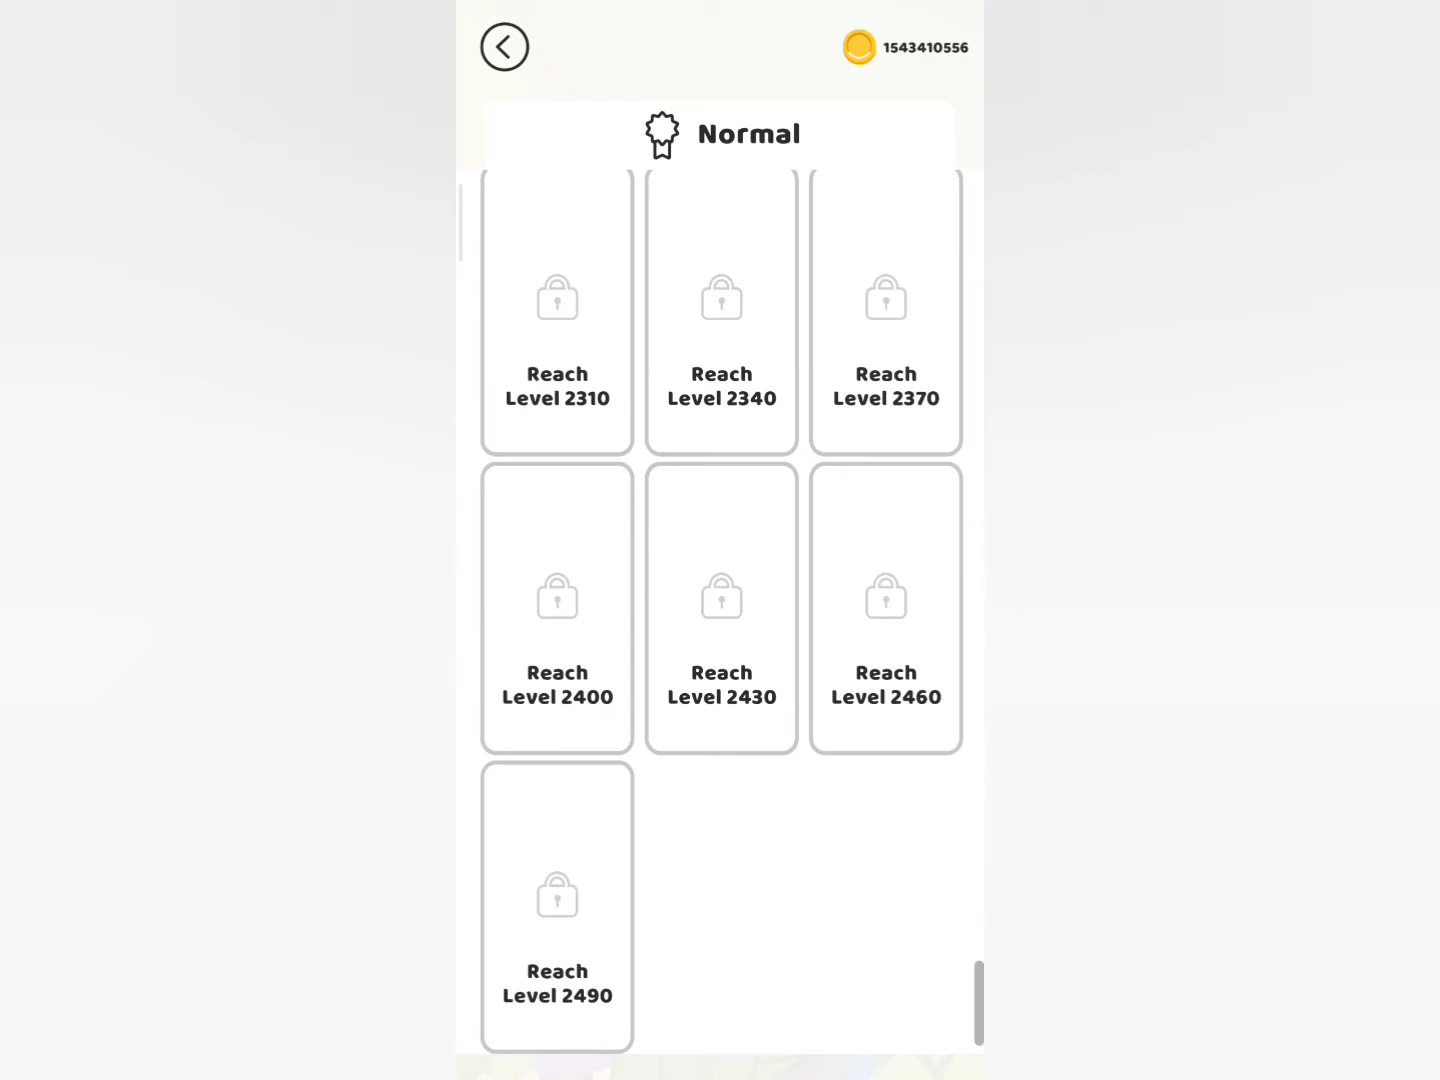 1543410556
Normal
Reach
Level 2310
Reach
Level 2340
Reach
Level 2370
Reach
Level 2400
Reach
Level 2430
Reach
Level 2460
Reach
Level 2490